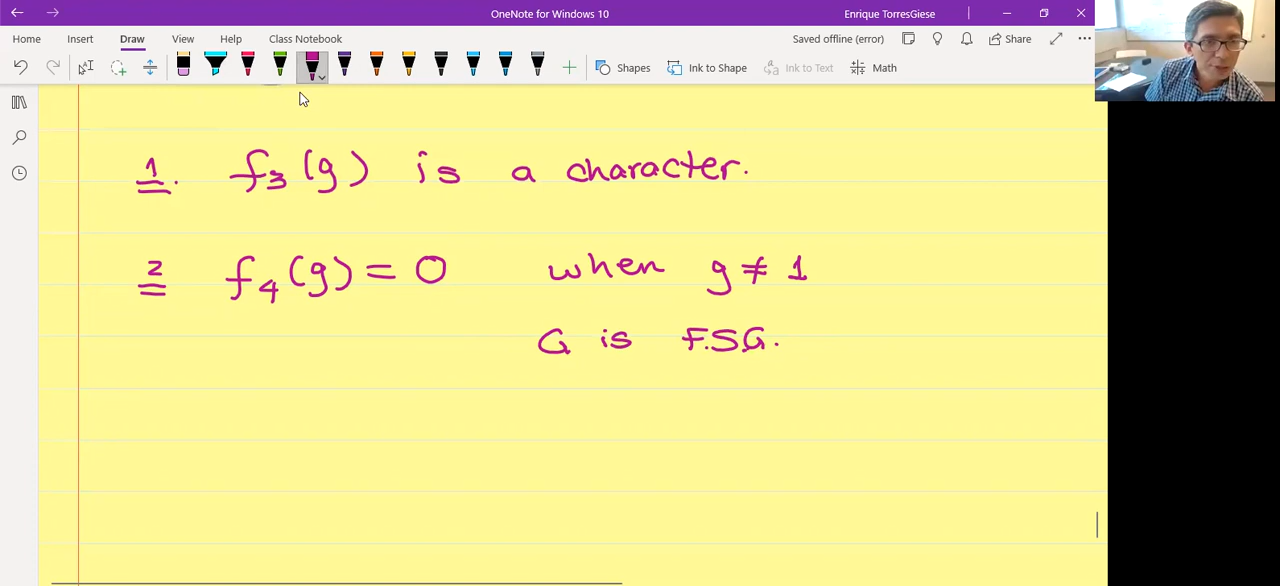 OneNote for Windows 10
Enrique TorresGiese
Home Insert Draw View Help Class Notebook
Saved offline (error)
Share
Shapes
Ink to Shape
Ink to Text
Math
1. f₃(g) is a character.
2 f₄(g) = 0 when g ≠ 1
G is F.S.G.